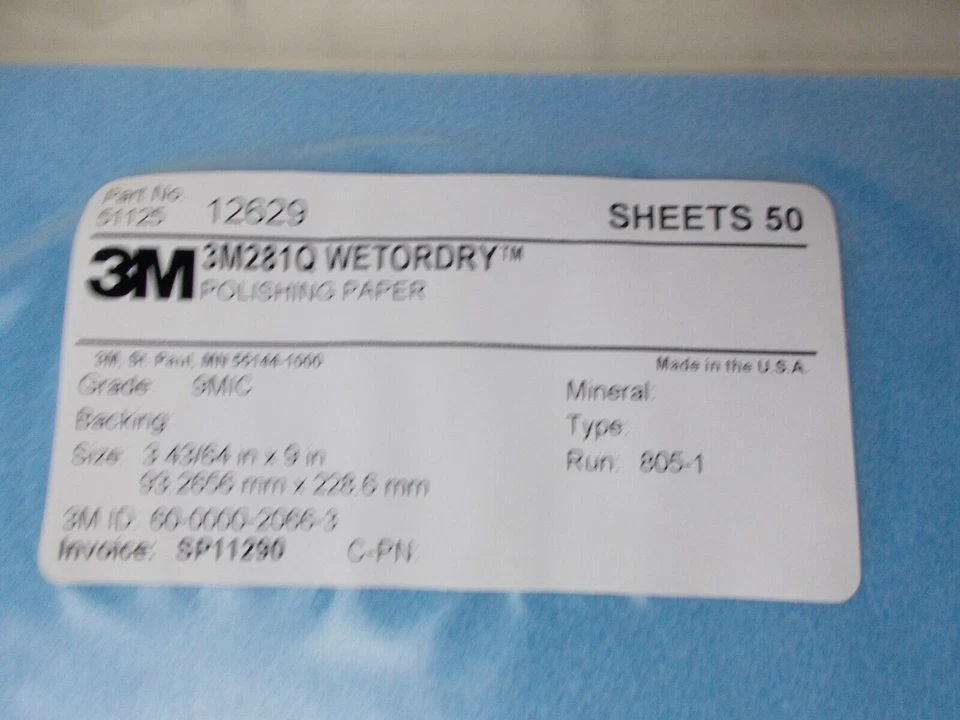 Part No.
51125 12629 SHEETS 50
3M 3M281Q WETORDRY™
POLISHING PAPER
3M, St. Paul, MN 55144-1000 Made in the U.S.A.
Grade 9MIC Mineral:
Backing: Type:
Size: 3 43/64 in x 9 in Run: 805-1
93.2656 mm x 228.6 mm
3M ID: 60-0000-2066-3
Invoice: SP11290 C-PN: